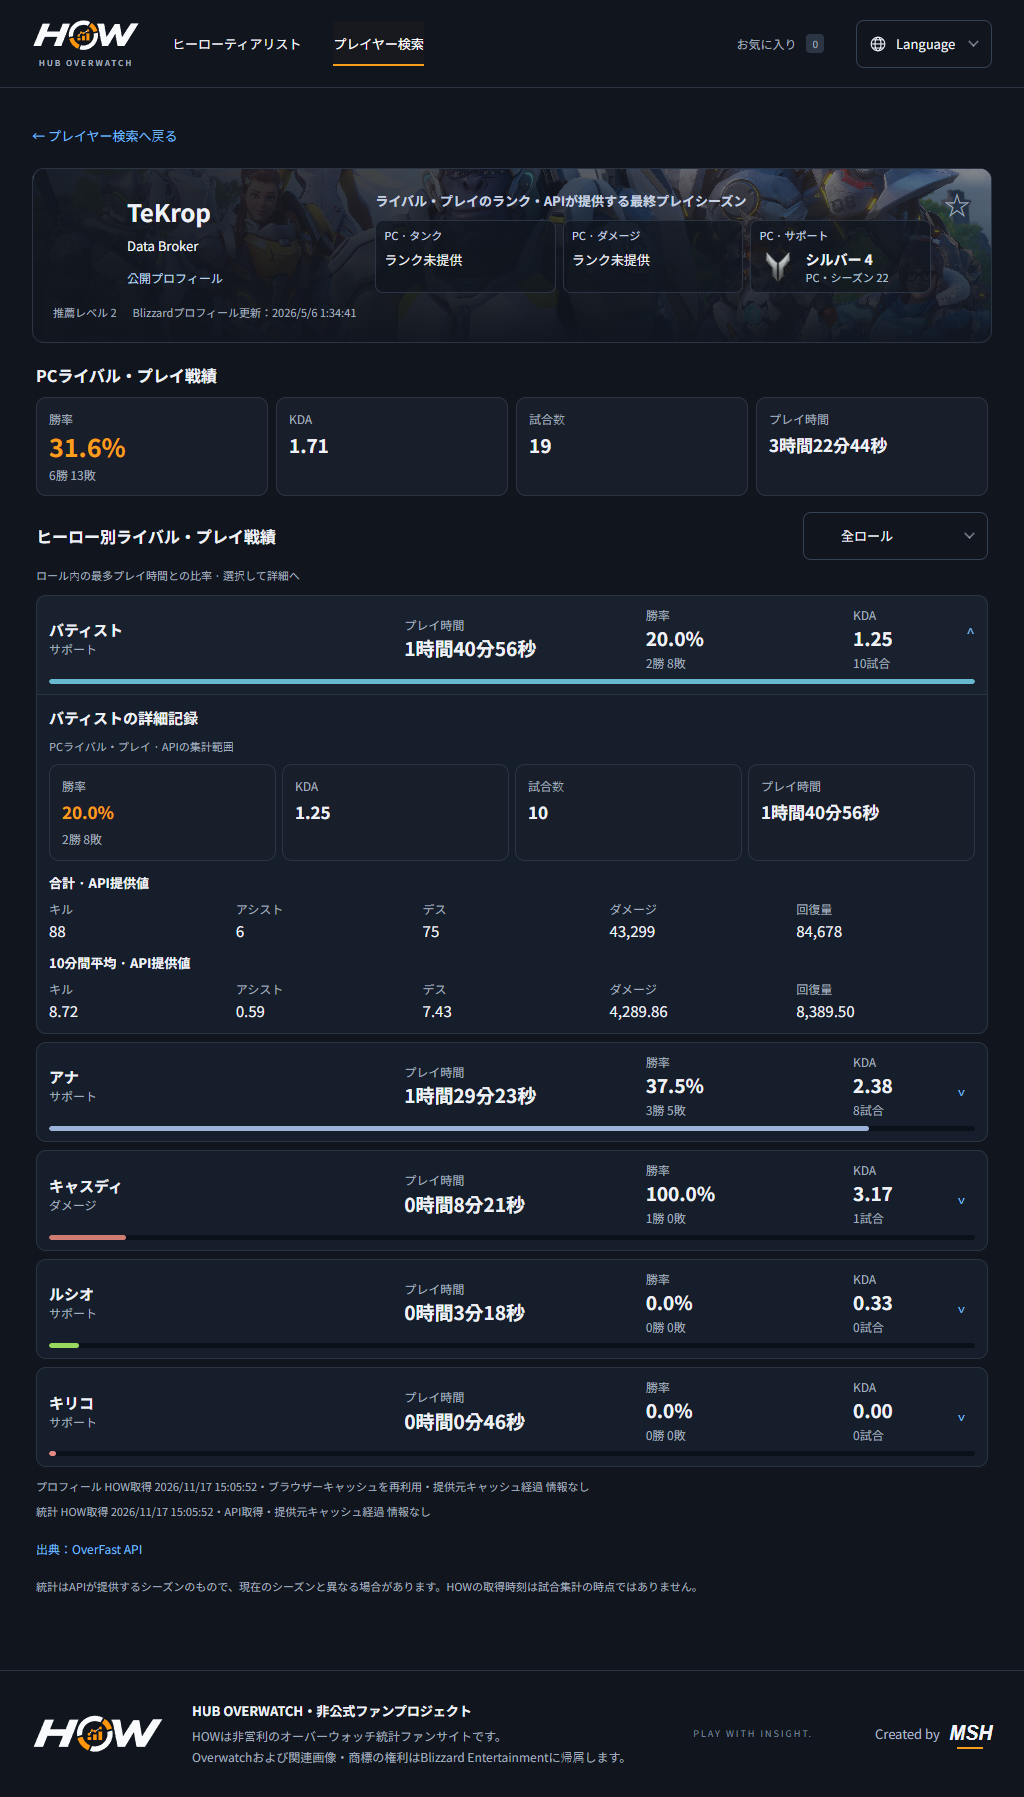 HOW
HUB OVERWATCH
ヒーローティアリスト
プレイヤー検索
お気に入り 0
Language
← プレイヤー検索へ戻る
TeKrop
Data Broker
公開プロフィール
推薦レベル 2 Blizzardプロフィール更新：2026/5/6 1:34:41
ライバル・プレイのランク・APIが提供する最終プレイシーズン
PC・タンク
ランク未提供
PC・ダメージ
ランク未提供
PC・サポート
シルバー 4
PC・シーズン 22
PCライバル・プレイ戦績
勝率
31.6%
6勝 13敗
KDA
1.71
試合数
19
プレイ時間
3時間22分44秒
ヒーロー別ライバル・プレイ戦績
全ロール
ロール内の最多プレイ時間との比率・選択して詳細へ
バティスト
サポート
プレイ時間
1時間40分56秒
勝率
20.0%
2勝 8敗
KDA
1.25
10試合
^
バティストの詳細記録
PCライバル・プレイ・APIの集計範囲
勝率
20.0%
2勝 8敗
KDA
1.25
試合数
10
プレイ時間
1時間40分56秒
合計・API提供値
キル
88
アシスト
6
デス
75
ダメージ
43,299
回復量
84,678
10分間平均・API提供値
キル
8.72
アシスト
0.59
デス
7.43
ダメージ
4,289.86
回復量
8,389.50
アナ
サポート
プレイ時間
1時間29分23秒
勝率
37.5%
3勝 5敗
KDA
2.38
8試合
v
キャスディ
ダメージ
プレイ時間
0時間8分21秒
勝率
100.0%
1勝 0敗
KDA
3.17
1試合
v
ルシオ
サポート
プレイ時間
0時間3分18秒
勝率
0.0%
0勝 0敗
KDA
0.33
0試合
v
キリコ
サポート
プレイ時間
0時間0分46秒
勝率
0.0%
0勝 0敗
KDA
0.00
0試合
v
プロフィール HOW取得 2026/11/17 15:05:52・ブラウザーキャッシュを再利用・提供元キャッシュ経過 情報なし
統計 HOW取得 2026/11/17 15:05:52・API取得・提供元キャッシュ経過 情報なし
出典：OverFast API
統計はAPIが提供するシーズンのもので、現在のシーズンと異なる場合があります。HOWの取得時刻は試合集計の時点ではありません。
HOW
HUB OVERWATCH・非公式ファンプロジェクト
HOWは非営利のオーバーウォッチ統計ファンサイトです。
Overwatchおよび関連画像・商標の権利はBlizzard Entertainmentに帰属します。
PLAY WITH INSIGHT.
Created by MSH